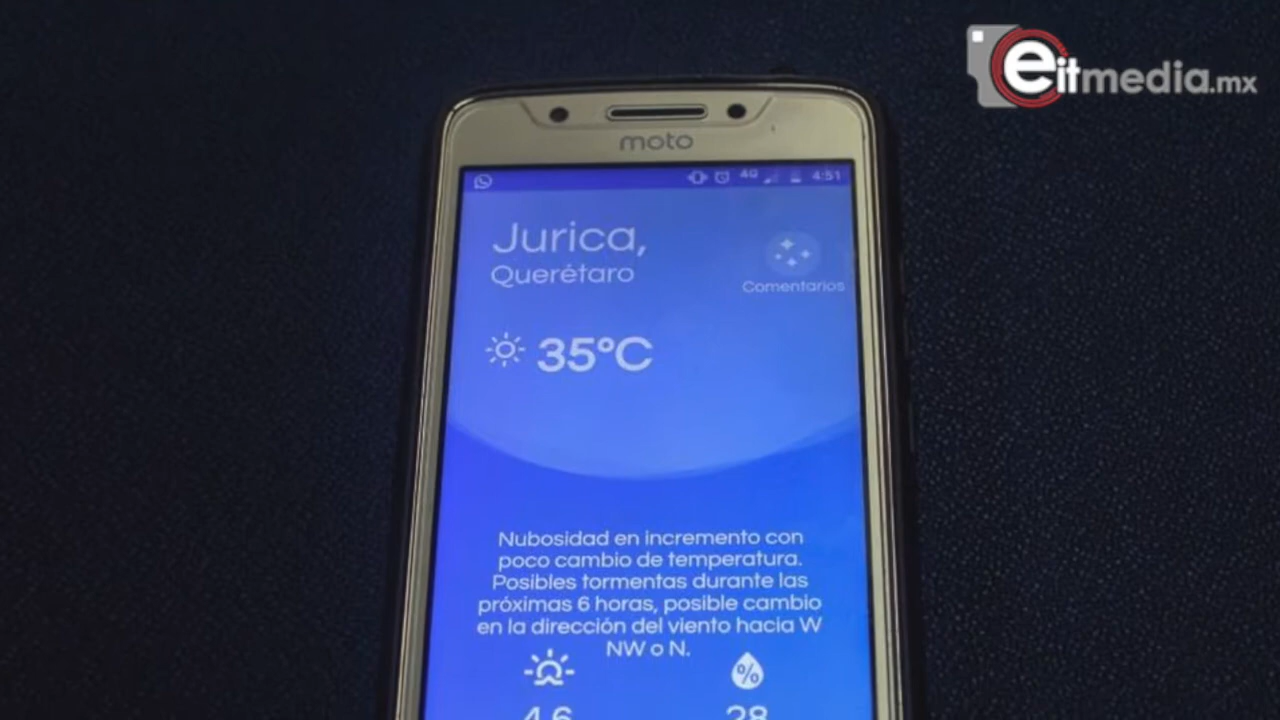 eitmedia.mx
moto
4G 4:51
Jurica,
Querétaro
Comentarios
35°C
Nubosidad en incremento con
poco cambio de temperatura.
Posibles tormentas durante las
próximas 6 horas, posible cambio
en la dirección del viento hacia W
NW o N.
%